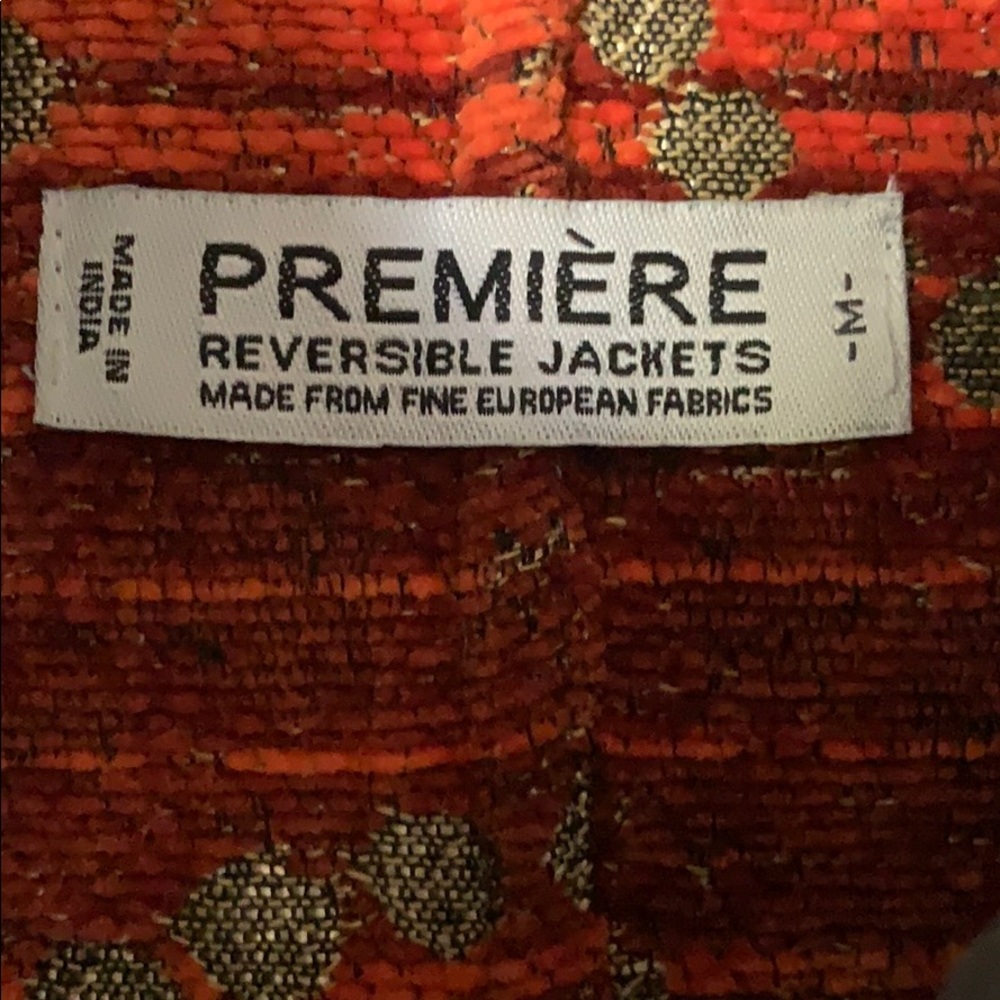 MADE IN
INDIA
PREMIÈRE
REVERSIBLE JACKETS
MADE FROM FINE EUROPEAN FABRICS
-M-